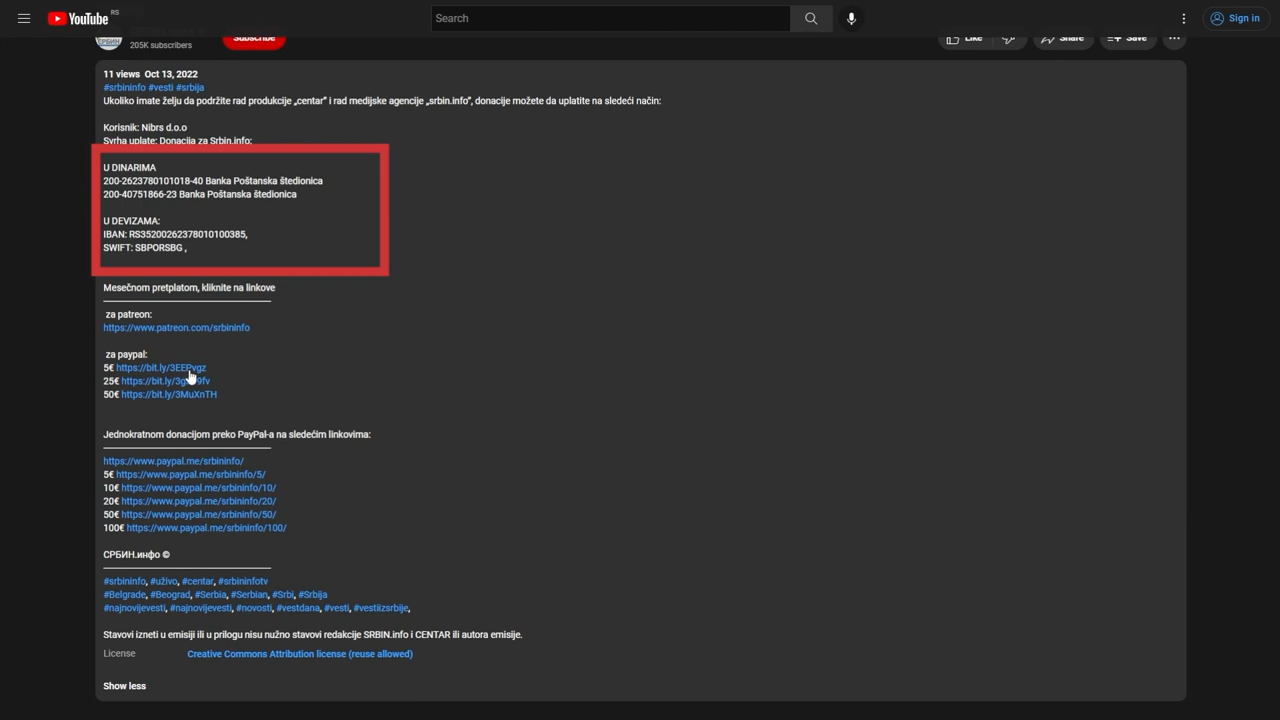 YouTube RS
Search
Sign in
205K subscribers
Subscribe
Like
Share
Save
11 views Oct 13, 2022
#srbininfo #vesti #srbija
Ukoliko imate želju da podržite rad produkcije „centar" i rad medijske agencije „srbin.info", donacije možete da uplatite na sledeći način:
Korisnik: Nibrs d.o.o
Svrha uplate: Donacija za Srbin.info:
U DINARIMA
200-2623780101018-40 Banka Poštanska štedionica
200-40751866-23 Banka Poštanska štedionica
U DEVIZAMA:
IBAN: RS35200262378010100385,
SWIFT: SBPORSBG ,
Mesečnom pretplatom, kliknite na linkove
za patreon:
https://www.patreon.com/srbininfo
za paypal:
5€
25€
50€ https://bit.ly/3MuXnTH
Jednokratnom donacijom preko PayPal-a na sledećim linkovima:
https://www.paypal.me/srbininfo/
5€ https://www.paypal.me/srbininfo/5/
10€ https://www.paypal.me/srbininfo/10/
20€ https://www.paypal.me/srbininfo/20/
50€ https://www.paypal.me/srbininfo/50/
100€ https://www.paypal.me/srbininfo/100/
СРБИН.инфо ©
#srbininfo, #uživo, #centar, #srbininfotv
#Belgrade, #Beograd, #Serbia, #Serbian, #Srbi, #Srbija
#najnovijevesti, #najnovijevesti, #novosti, #vestdana, #vesti, #vestiizsrbije,
Stavovi izneti u emisiji ili u prilogu nisu nužno stavovi redakcije SRBIN.info i CENTAR ili autora emisije.
License Creative Commons Attribution license (reuse allowed)
Show less